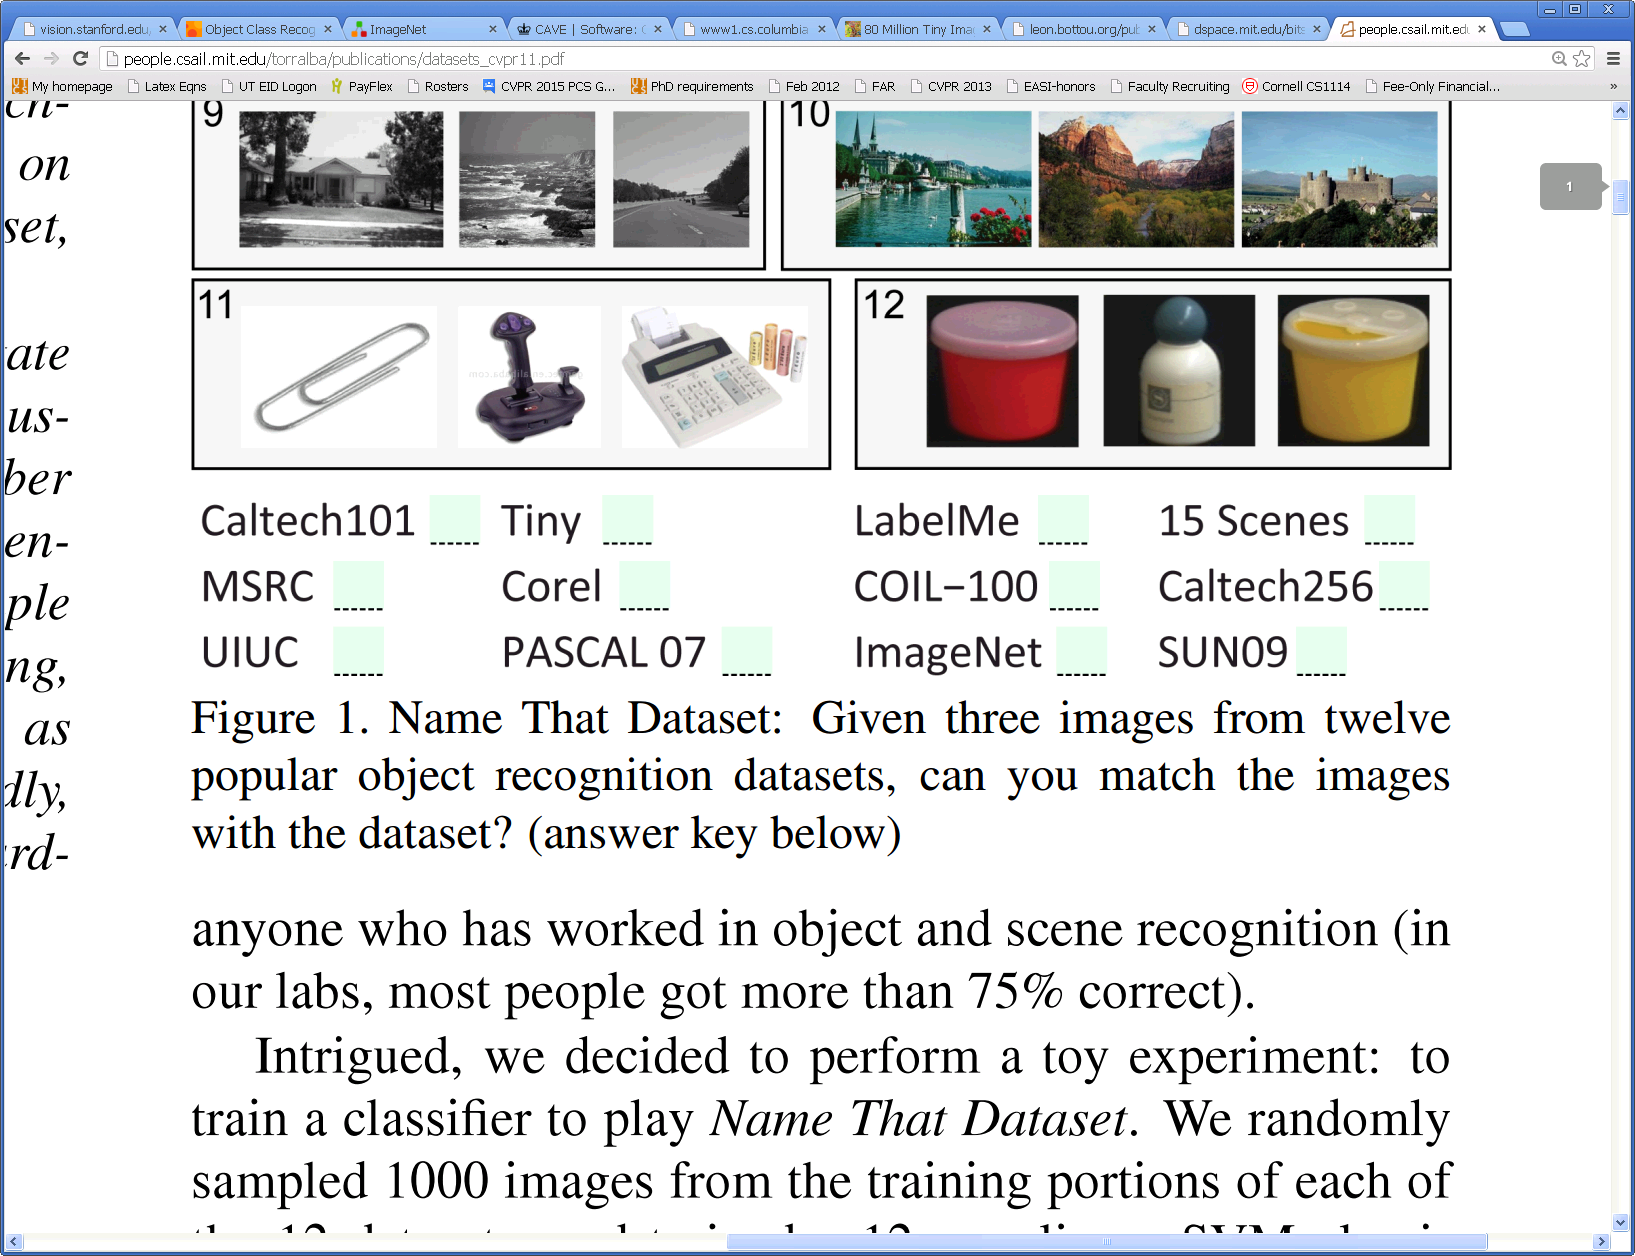 vision.stanford.edu
Object Class Recog
ImageNet
CAVE | Software: C
www1.cs.columbia
80 Million Tiny Ima
leon.bottou.org/pub
dspace.mit.edu/bits
people.csail.mit.ed
people.csail.mit.edu/torralba/publications/datasets_cvpr11.pdf
My homepage Latex Eqns UT EID Logon PayFlex Rosters CVPR 2015 PCS G... PhD requirements Feb 2012 FAR CVPR 2013 EASI-honors Faculty Recruiting Cornell CS1114 Fee-Only Financial... »
ch-
on
set,
ate
us-
ber
en-
ple
ng,
as
dly,
rd-
1
9 10
11 12
Caltech101 Tiny LabelMe 15 Scenes
MSRC Corel COIL–100 Caltech256
UIUC PASCAL 07 ImageNet SUN09
Figure 1. Name That Dataset: Given three images from twelve
popular object recognition datasets, can you match the images
with the dataset? (answer key below)
anyone who has worked in object and scene recognition (in
our labs, most people got more than 75% correct).
Intrigued, we decided to perform a toy experiment: to
train a classifier to play Name That Dataset. We randomly
sampled 1000 images from the training portions of each of